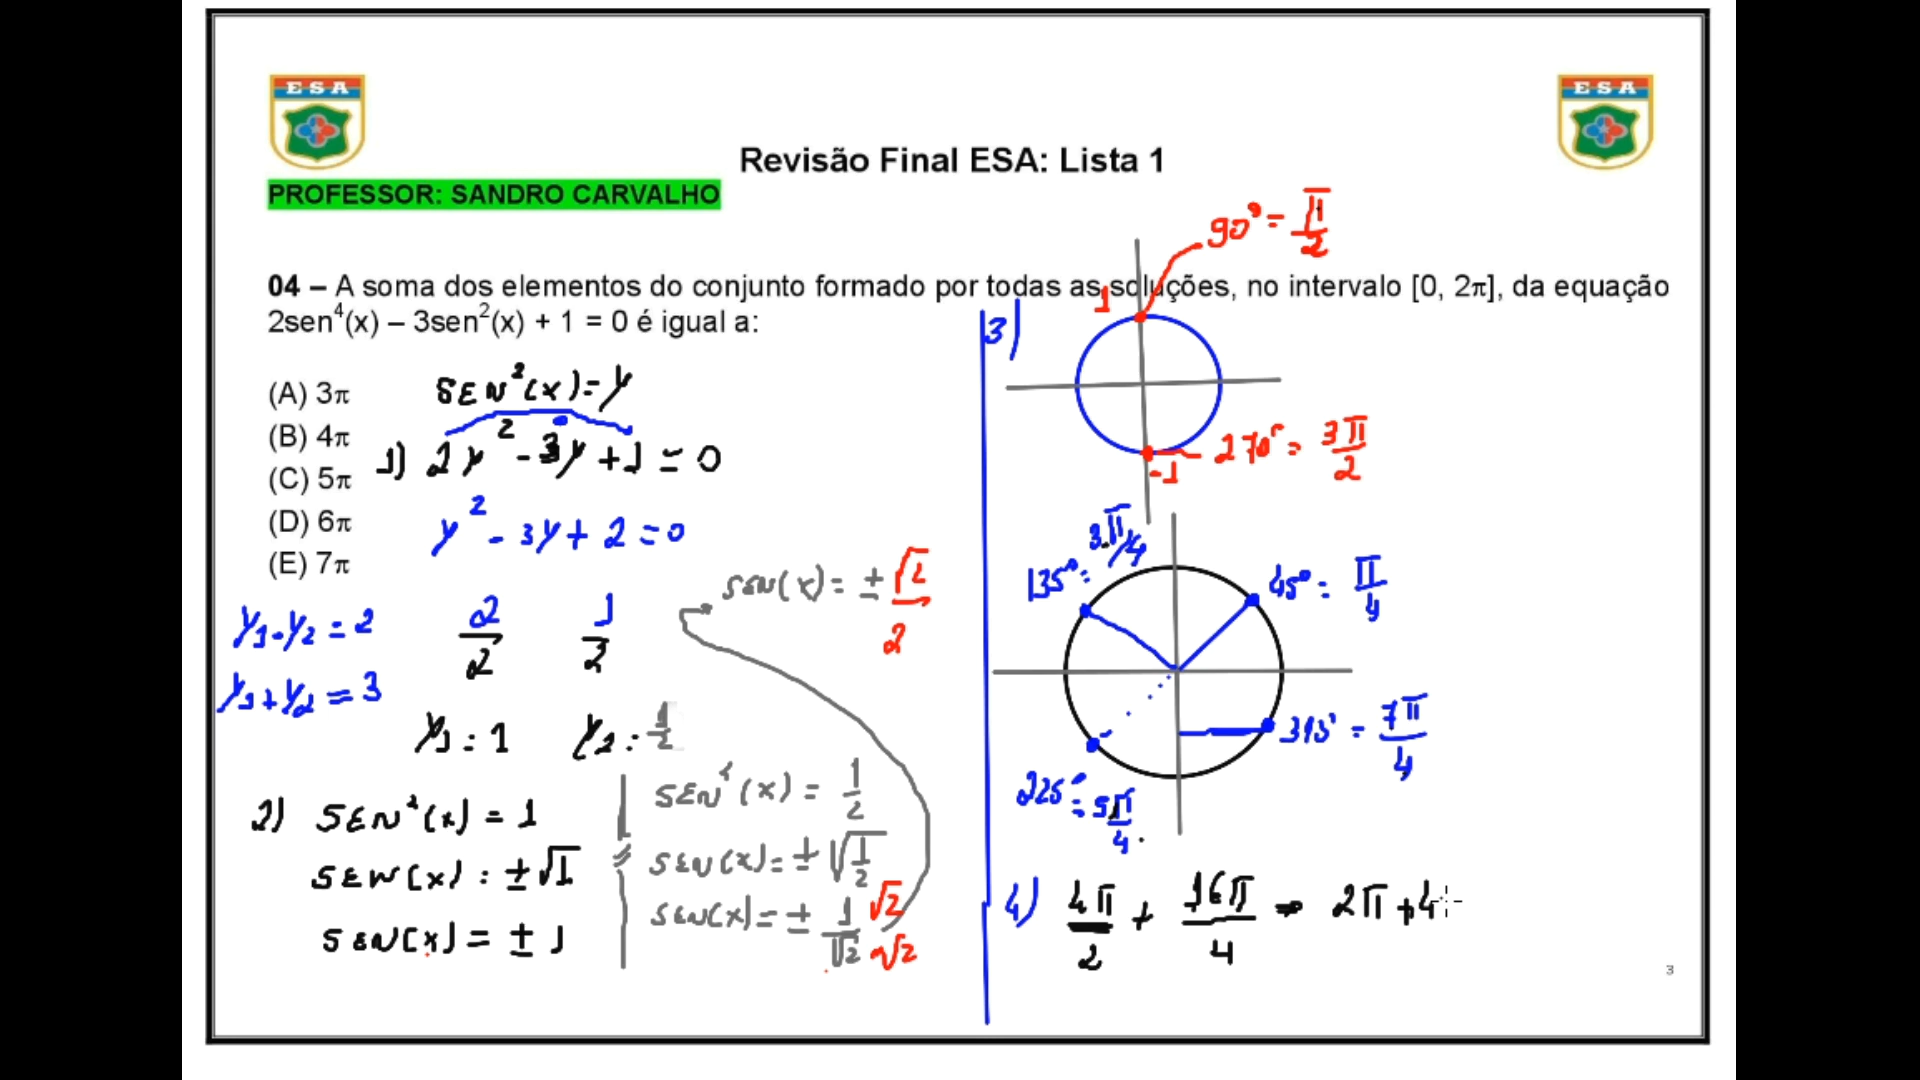 ESA
ESA
Revisão Final ESA: Lista 1
PROFESSOR: SANDRO CARVALHO
04 – A soma dos elementos do conjunto formado por todas as soluções, no intervalo [0, 2π], da equação
2sen⁴(x) – 3sen²(x) + 1 = 0 é igual a:
(A) 3π
(B) 4π
(C) 5π
(D) 6π
(E) 7π
SEN²(x)=y
1) 2y² - 3y + 1 = 0
y² - 3y + 2 = 0
y1 · y2 = 2
y1 + y2 = 3
2/2 1/2
y1 = 1 y2 = 1/2
2) SEN²(x) = 1
SEN(x) = ±√1
SEN(x) = ± 1
SEN²(x) = 1/2
SEN(x) = ±√(1/2)
SEN(x) = ± 1/√2 √2/√2
SEN(x) = ± √2/2
3)
1
90° = π/2
-1
270° = 3π/2
135° = 3π/4
45° = π/4
225° = 5π/4
315° = 7π/4
4) 4π/2 + 16π/4 = 2π + 4
3